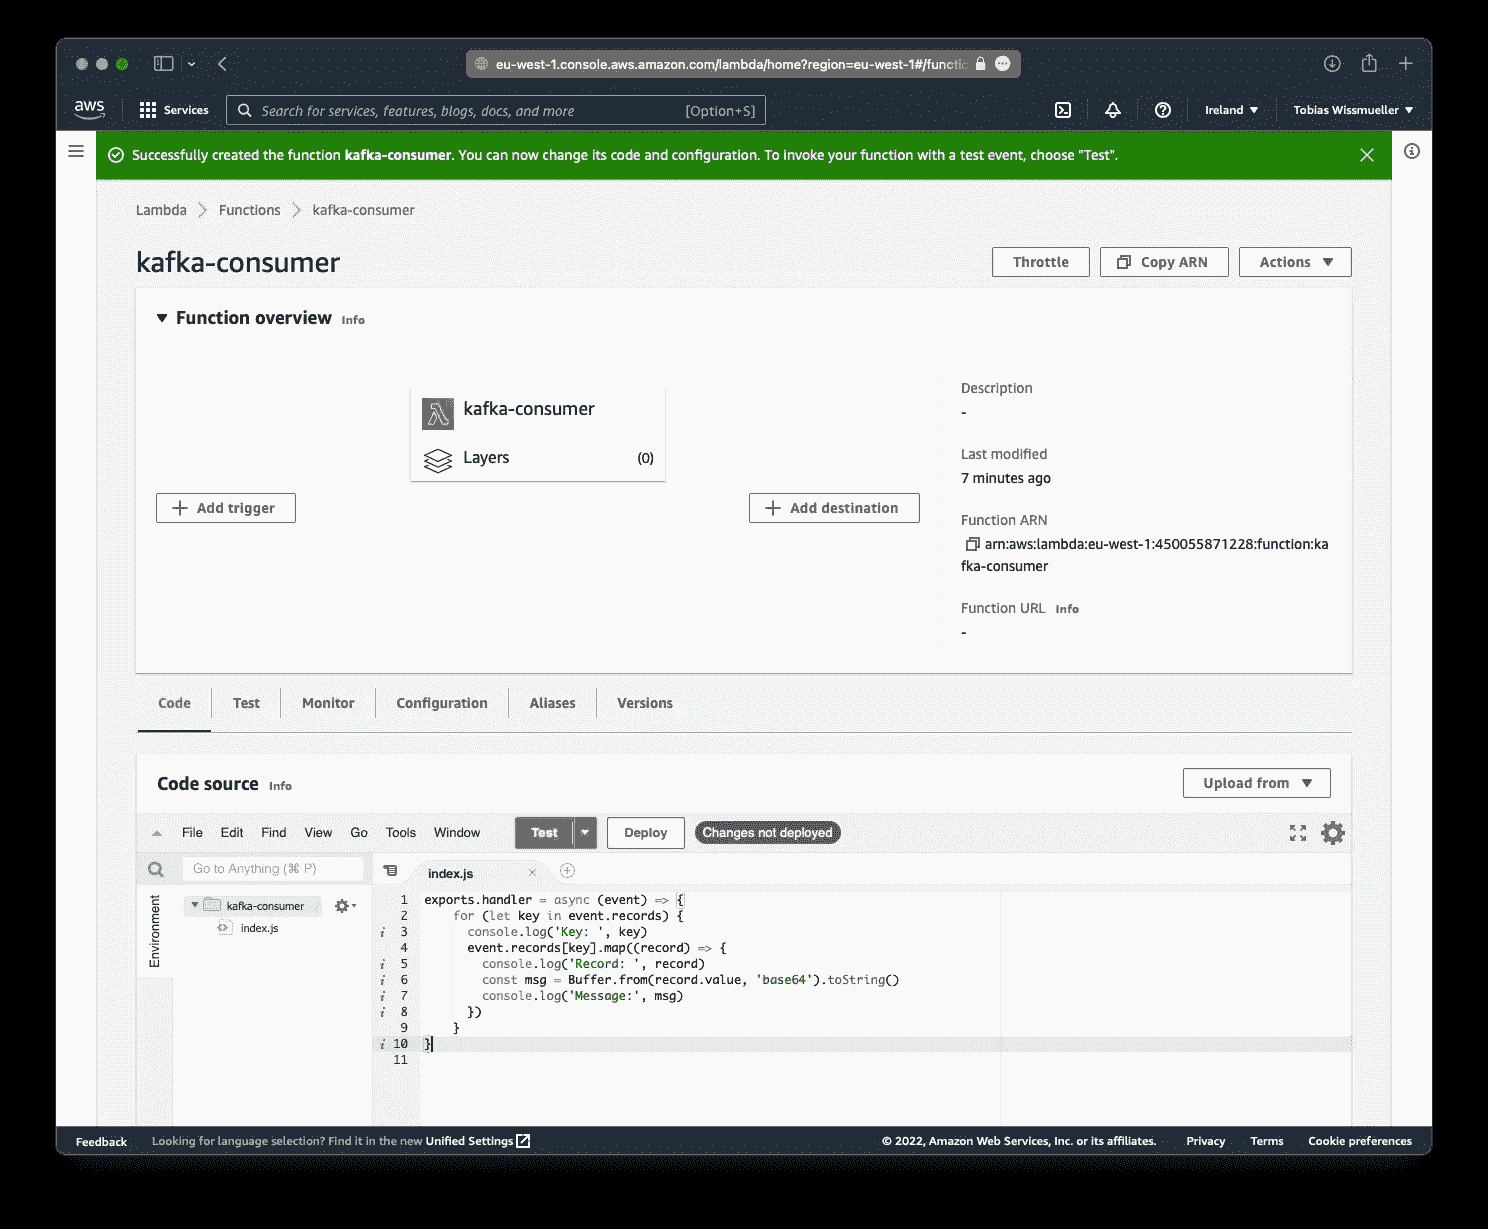 eu-west-1.console.aws.amazon.com/lambda/home?region=eu-west-1#/functio
aws Services Search for services, features, blogs, docs, and more [Option+S] Ireland Tobias Wissmueller
Successfully created the function kafka-consumer. You can now change its code and configuration. To invoke your function with a test event, choose "Test".
Lambda Functions kafka-consumer
kafka-consumer
Throttle Copy ARN Actions
Function overview Info
kafka-consumer
Layers (0)
Add trigger
Add destination
Description
-
Last modified
7 minutes ago
Function ARN
arn:aws:lambda:eu-west-1:450055871228:function:ka
fka-consumer
Function URL Info
-
Code Test Monitor Configuration Aliases Versions
Code source Info
Upload from
File Edit Find View Go Tools Window Test Deploy Changes not deployed
Go to Anything (⌘ P)
index.js
Environment
kafka-consumer
index.js
1 exports.handler = async (event) => {
2 for (let key in event.records) {
i 3 console.log('Key: ', key)
4 event.records[key].map((record) => {
i 5 console.log('Record: ', record)
i 6 const msg = Buffer.from(record.value, 'base64').toString()
i 7 console.log('Message:', msg)
i 8 })
9 }
i 10 }
11
Feedback Looking for language selection? Find it in the new Unified Settings © 2022, Amazon Web Services, Inc. or its affiliates. Privacy Terms Cookie preferences